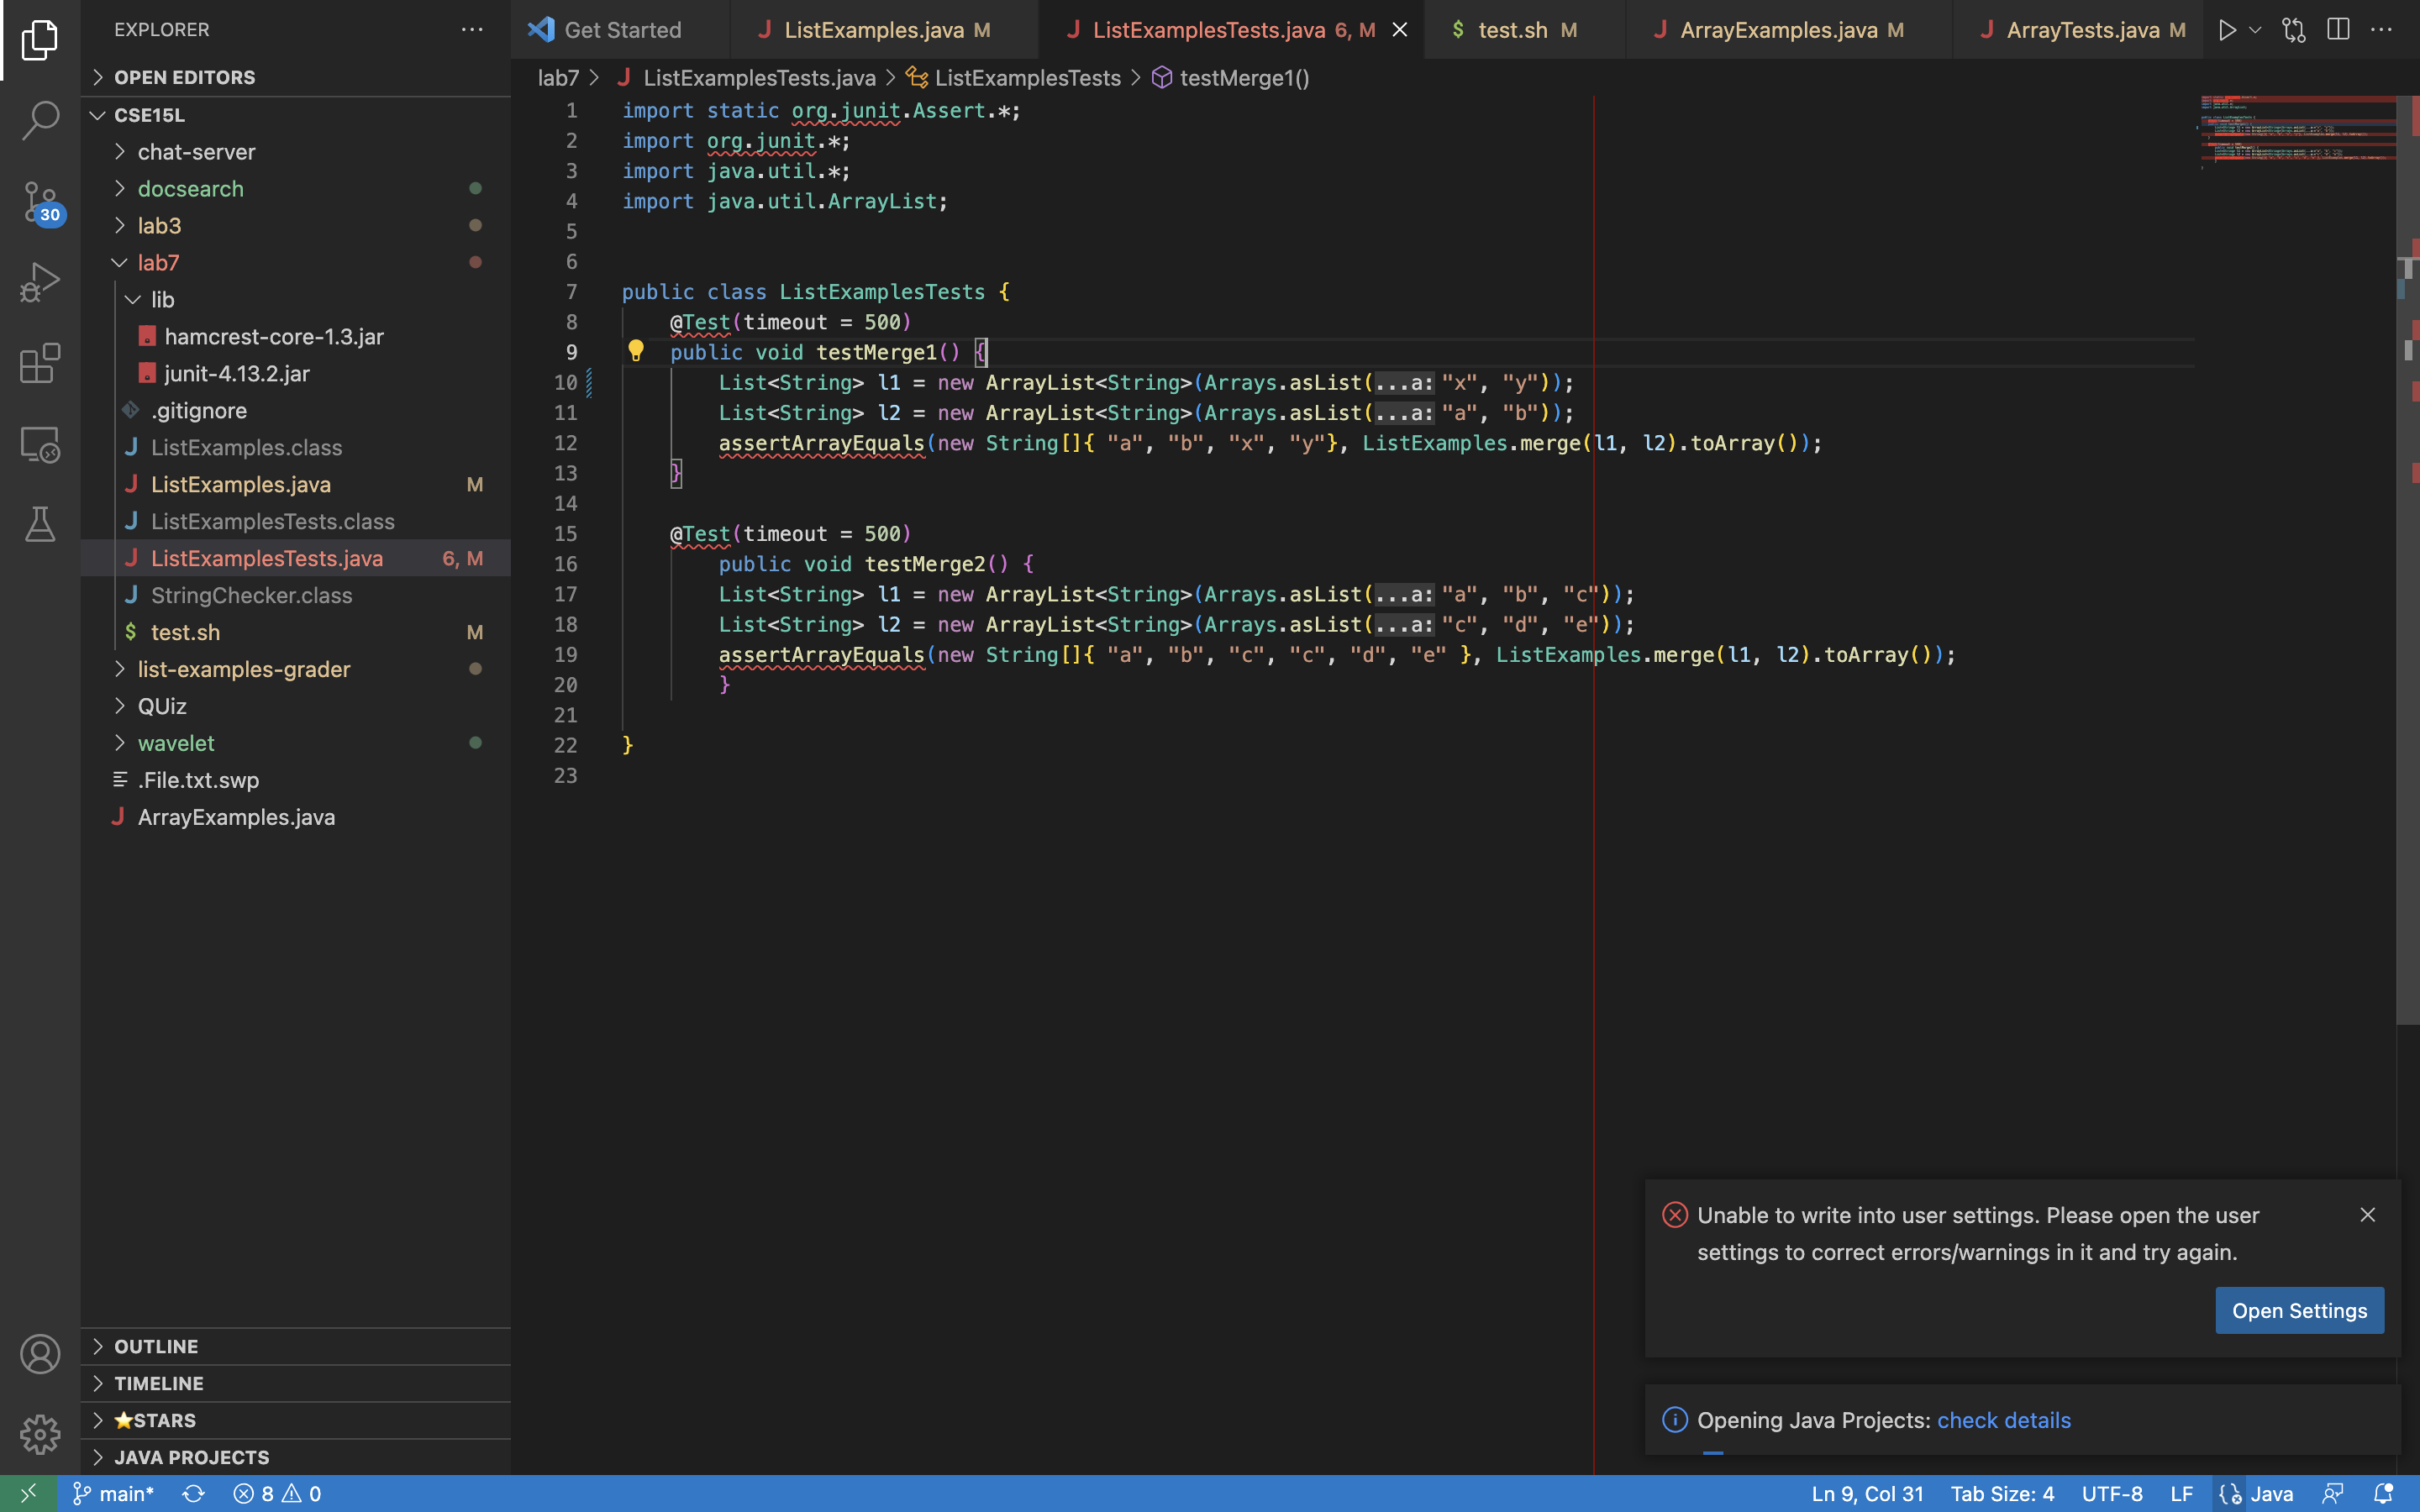 EXPLORER
OPEN EDITORS
CSE15L
chat-server
docsearch
lab3
lab7
lib
hamcrest-core-1.3.jar
junit-4.13.2.jar
.gitignore
ListExamples.class
ListExamples.java M
ListExamplesTests.class
ListExamplesTests.java 6, M
StringChecker.class
$ test.sh M
list-examples-grader
QUiz
wavelet
.File.txt.swp
ArrayExamples.java
OUTLINE
TIMELINE
⭐STARS
JAVA PROJECTS
30
Get Started
J ListExamples.java M
J ListExamplesTests.java 6, M
$ test.sh M
J ArrayExamples.java M
J ArrayTests.java M
lab7 > J ListExamplesTests.java > ListExamplesTests > testMerge1()
1 import static org.junit.Assert.*;
2 import org.junit.*;
3 import java.util.*;
4 import java.util.ArrayList;
5
6
7 public class ListExamplesTests {
8 @Test(timeout = 500)
9 public void testMerge1() {
10 List<String> l1 = new ArrayList<String>(Arrays.asList(...a: "x", "y"));
11 List<String> l2 = new ArrayList<String>(Arrays.asList(...a: "a", "b"));
12 assertArrayEquals(new String[]{ "a", "b", "x", "y"}, ListExamples.merge(l1, l2).toArray());
13 }
14
15 @Test(timeout = 500)
16 public void testMerge2() {
17 List<String> l1 = new ArrayList<String>(Arrays.asList(...a: "a", "b", "c"));
18 List<String> l2 = new ArrayList<String>(Arrays.asList(...a: "c", "d", "e"));
19 assertArrayEquals(new String[]{ "a", "b", "c", "c", "d", "e" }, ListExamples.merge(l1, l2).toArray());
20 }
21
22 }
23
Unable to write into user settings. Please open the user
settings to correct errors/warnings in it and try again.
Open Settings
Opening Java Projects: check details
main* 8 0
Ln 9, Col 31 Tab Size: 4 UTF-8 LF Java